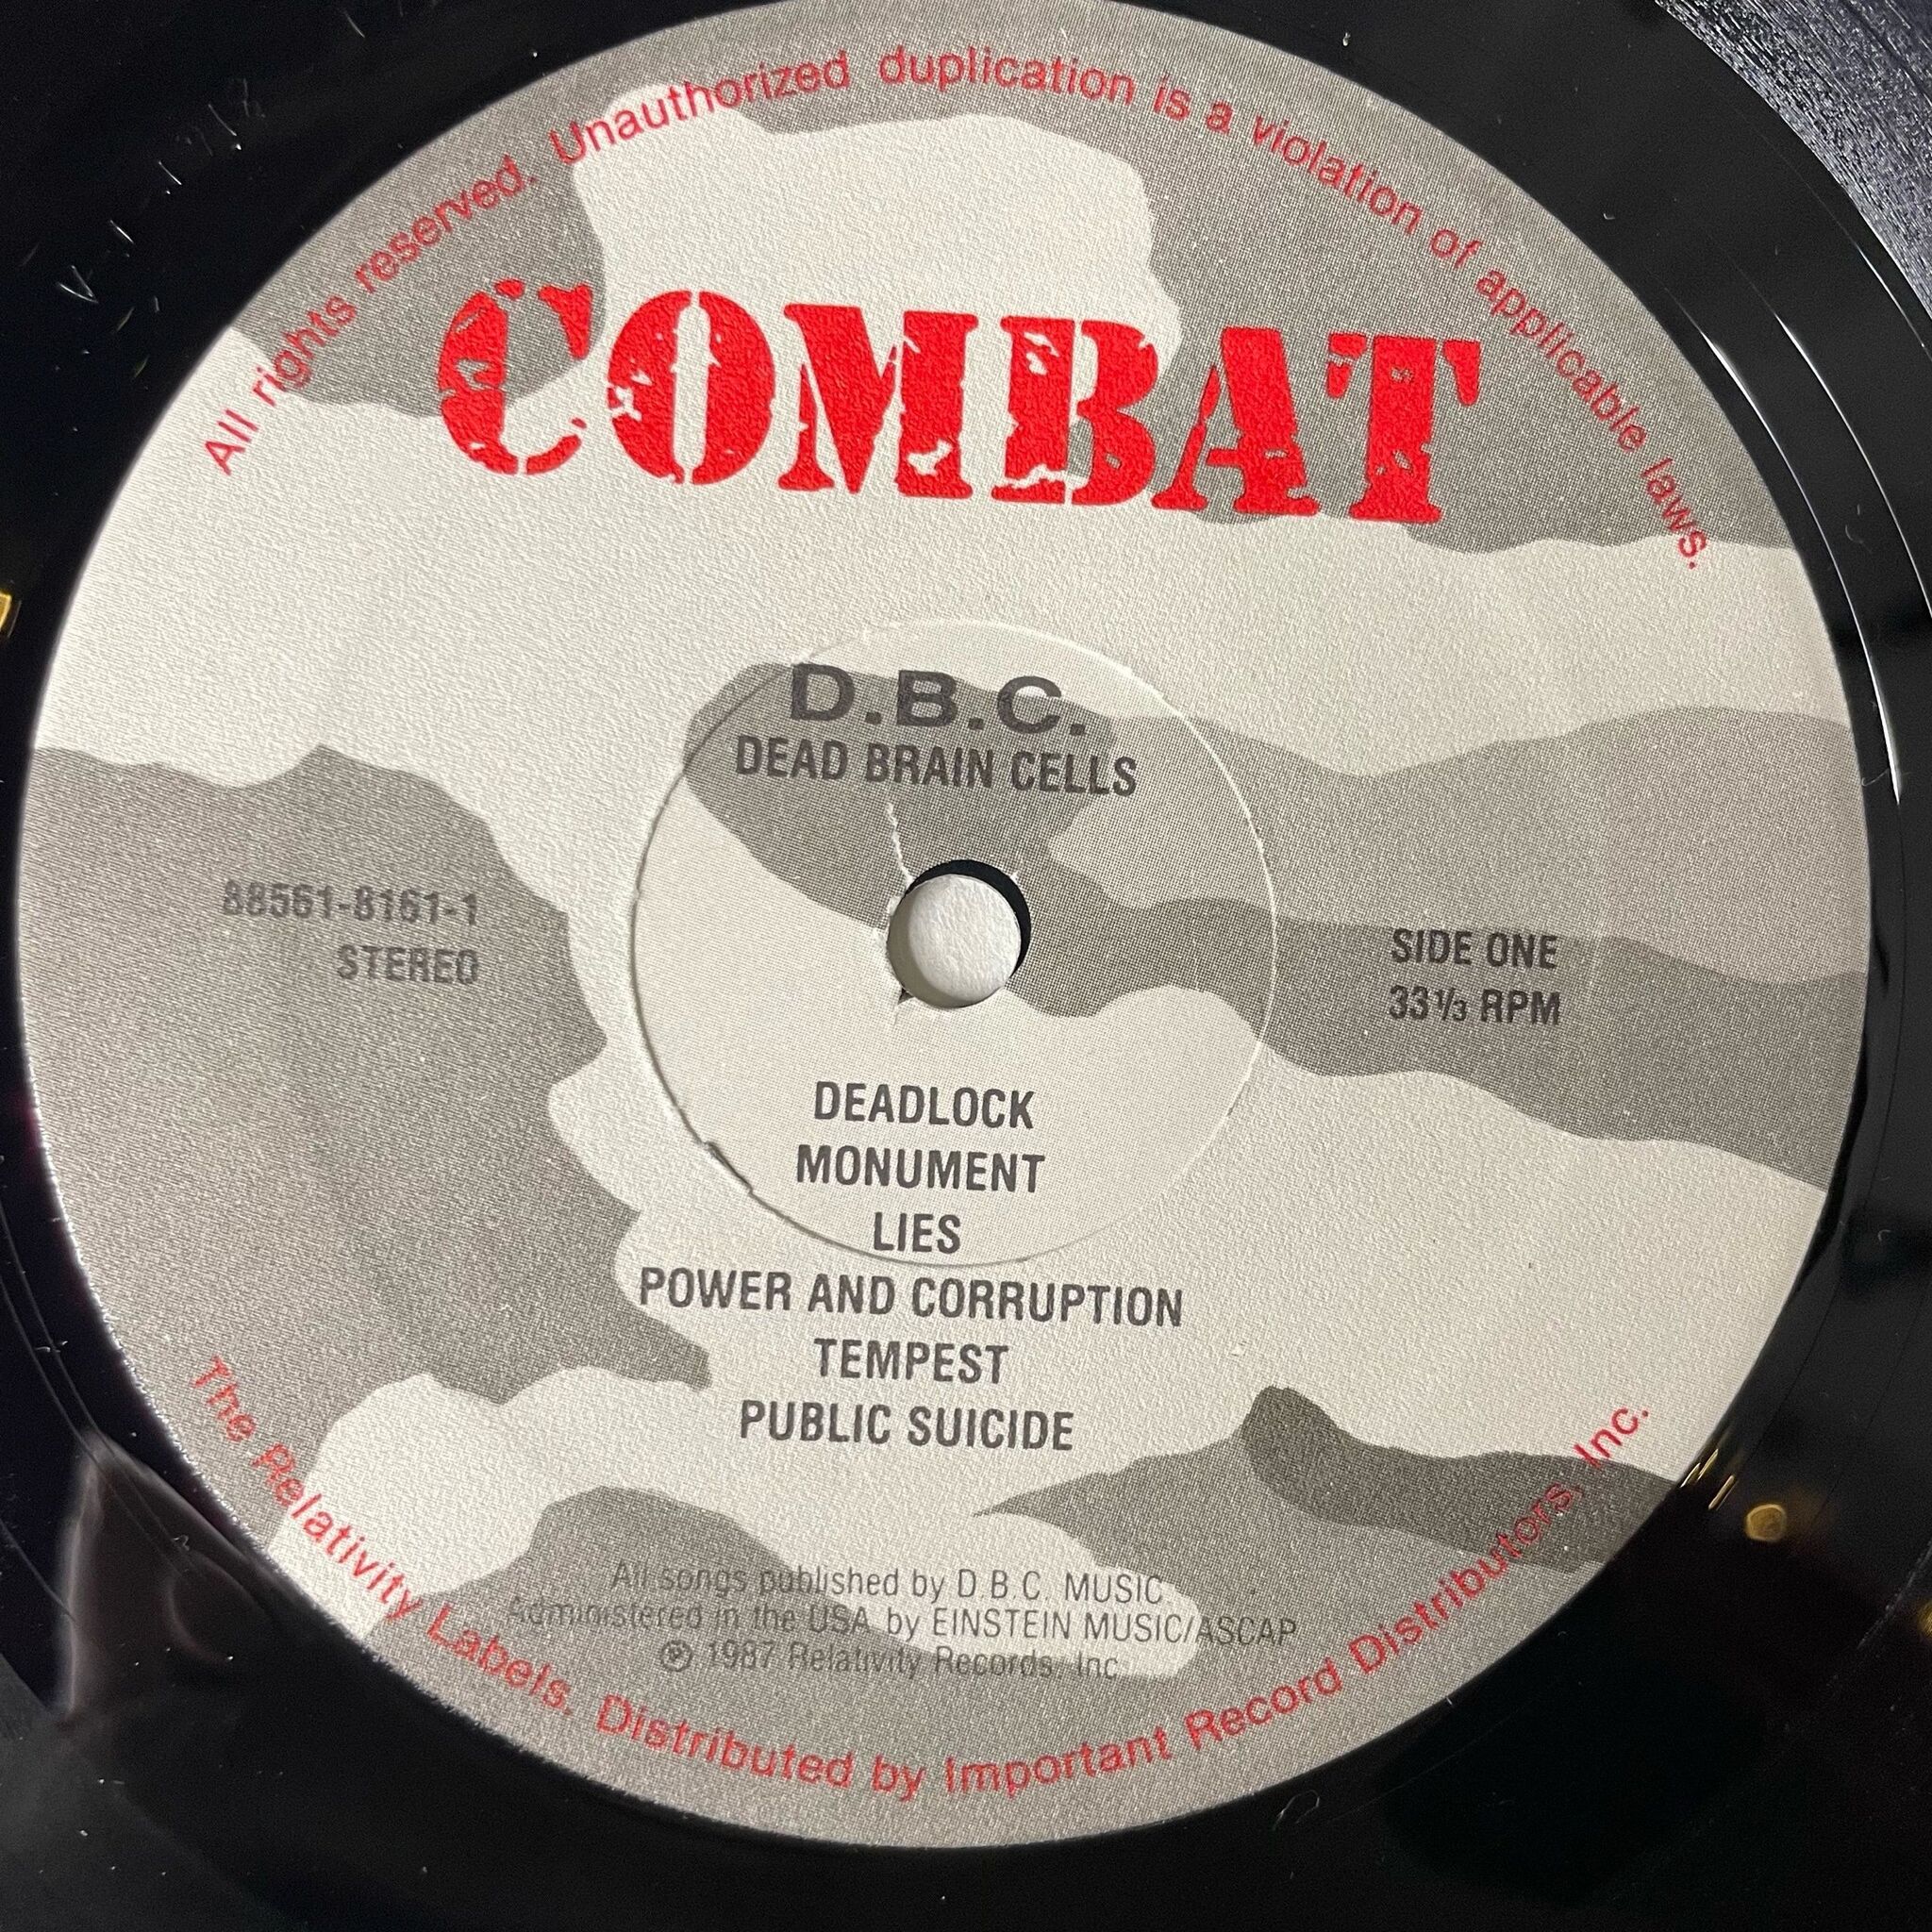 All rights reserved. Unauthorized duplication is a violation of applicable laws.
COMBAT
D.B.C.
DEAD BRAIN CELLS
88561-8161-1
STEREO
SIDE ONE
33⅓ RPM
DEADLOCK
MONUMENT
LIES
POWER AND CORRUPTION
TEMPEST
PUBLIC SUICIDE
All songs published by D.B.C. MUSIC
Administered in the USA by EINSTEIN MUSIC/ASCAP
℗ 1987 Relativity Records, Inc.
The Relativity Labels. Distributed by Important Record Distributors, Inc.